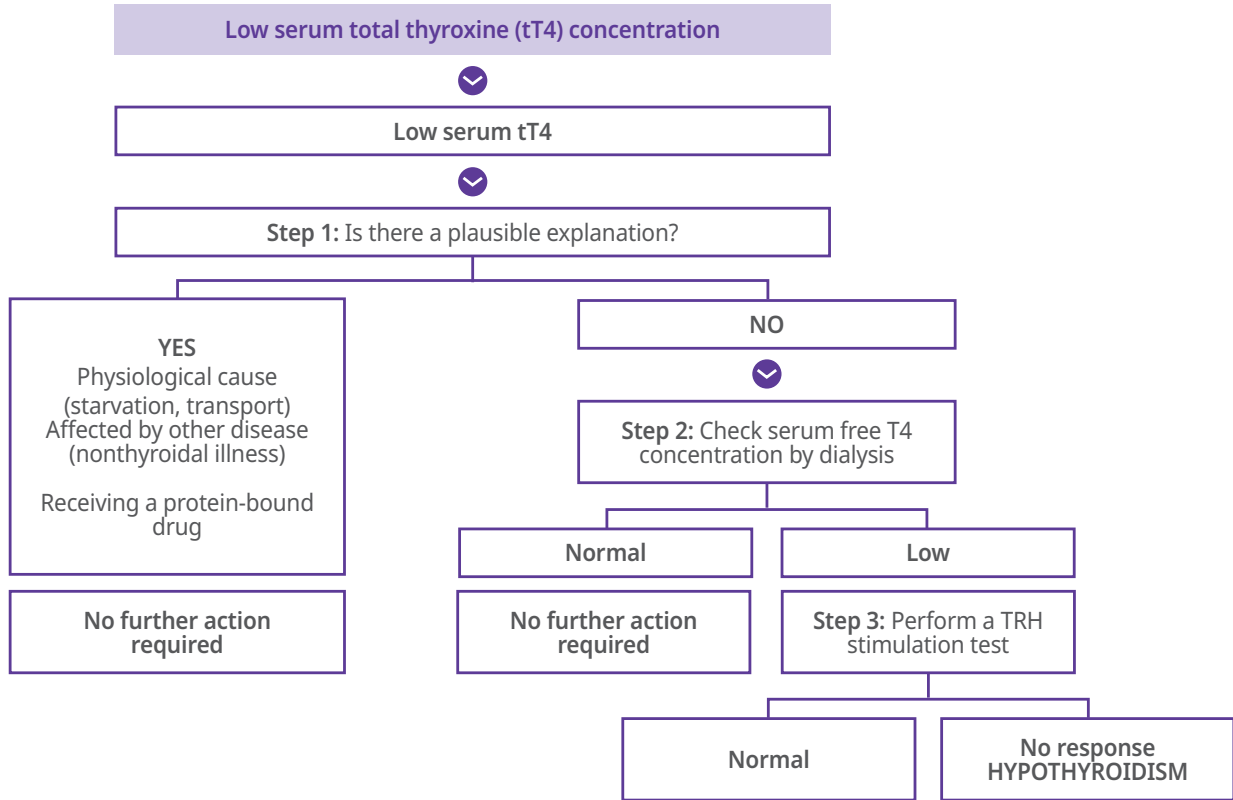 Low serum total thyroxine (tT4) concentration
Low serum tT4
Step 1: Is there a plausible explanation?
YES
Physiological cause
(starvation, transport)
Affected by other disease
(nonthyroidal illness)
Receiving a protein-bound
drug
No further action
required
NO
Step 2: Check serum free T4
concentration by dialysis
Normal
No further action
required
Low
Step 3: Perform a TRH
stimulation test
Normal
No response
HYPOTHYROIDISM